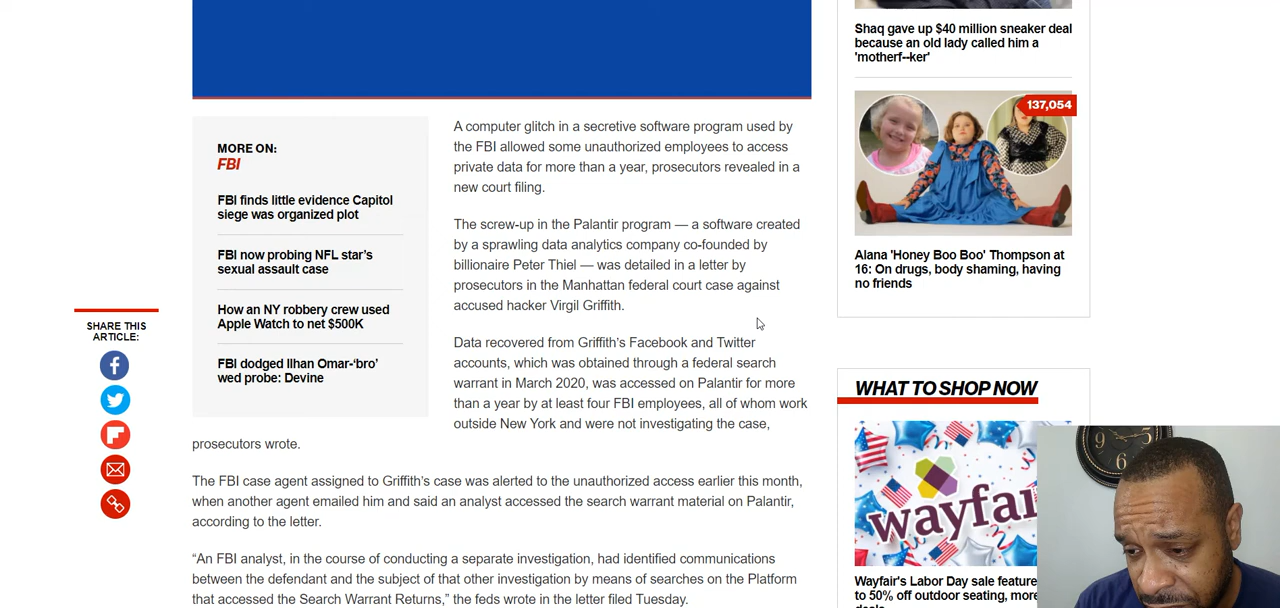 MORE ON:
FBI
FBI finds little evidence Capitol
siege was organized plot
FBI now probing NFL star's
sexual assault case
How an NY robbery crew used
Apple Watch to net $500K
FBI dodged Ilhan Omar-'bro'
wed probe: Devine
SHARE THIS
ARTICLE:
A computer glitch in a secretive software program used by
the FBI allowed some unauthorized employees to access
private data for more than a year, prosecutors revealed in a
new court filing.
The screw-up in the Palantir program — a software created
by a sprawling data analytics company co-founded by
billionaire Peter Thiel — was detailed in a letter by
prosecutors in the Manhattan federal court case against
accused hacker Virgil Griffith.
Data recovered from Griffith's Facebook and Twitter
accounts, which was obtained through a federal search
warrant in March 2020, was accessed on Palantir for more
than a year by at least four FBI employees, all of whom work
outside New York and were not investigating the case,
prosecutors wrote.
The FBI case agent assigned to Griffith's case was alerted to the unauthorized access earlier this month,
when another agent emailed him and said an analyst accessed the search warrant material on Palantir,
according to the letter.
“An FBI analyst, in the course of conducting a separate investigation, had identified communications
between the defendant and the subject of that other investigation by means of searches on the Platform
that accessed the Search Warrant Returns,” the feds wrote in the letter filed Tuesday.
Shaq gave up $40 million sneaker deal
because an old lady called him a
'motherf--ker'
137,054
Alana 'Honey Boo Boo' Thompson at
16: On drugs, body shaming, having
no friends
WHAT TO SHOP NOW
wayfai
Wayfair's Labor Day sale feature
to 50% off outdoor seating, more